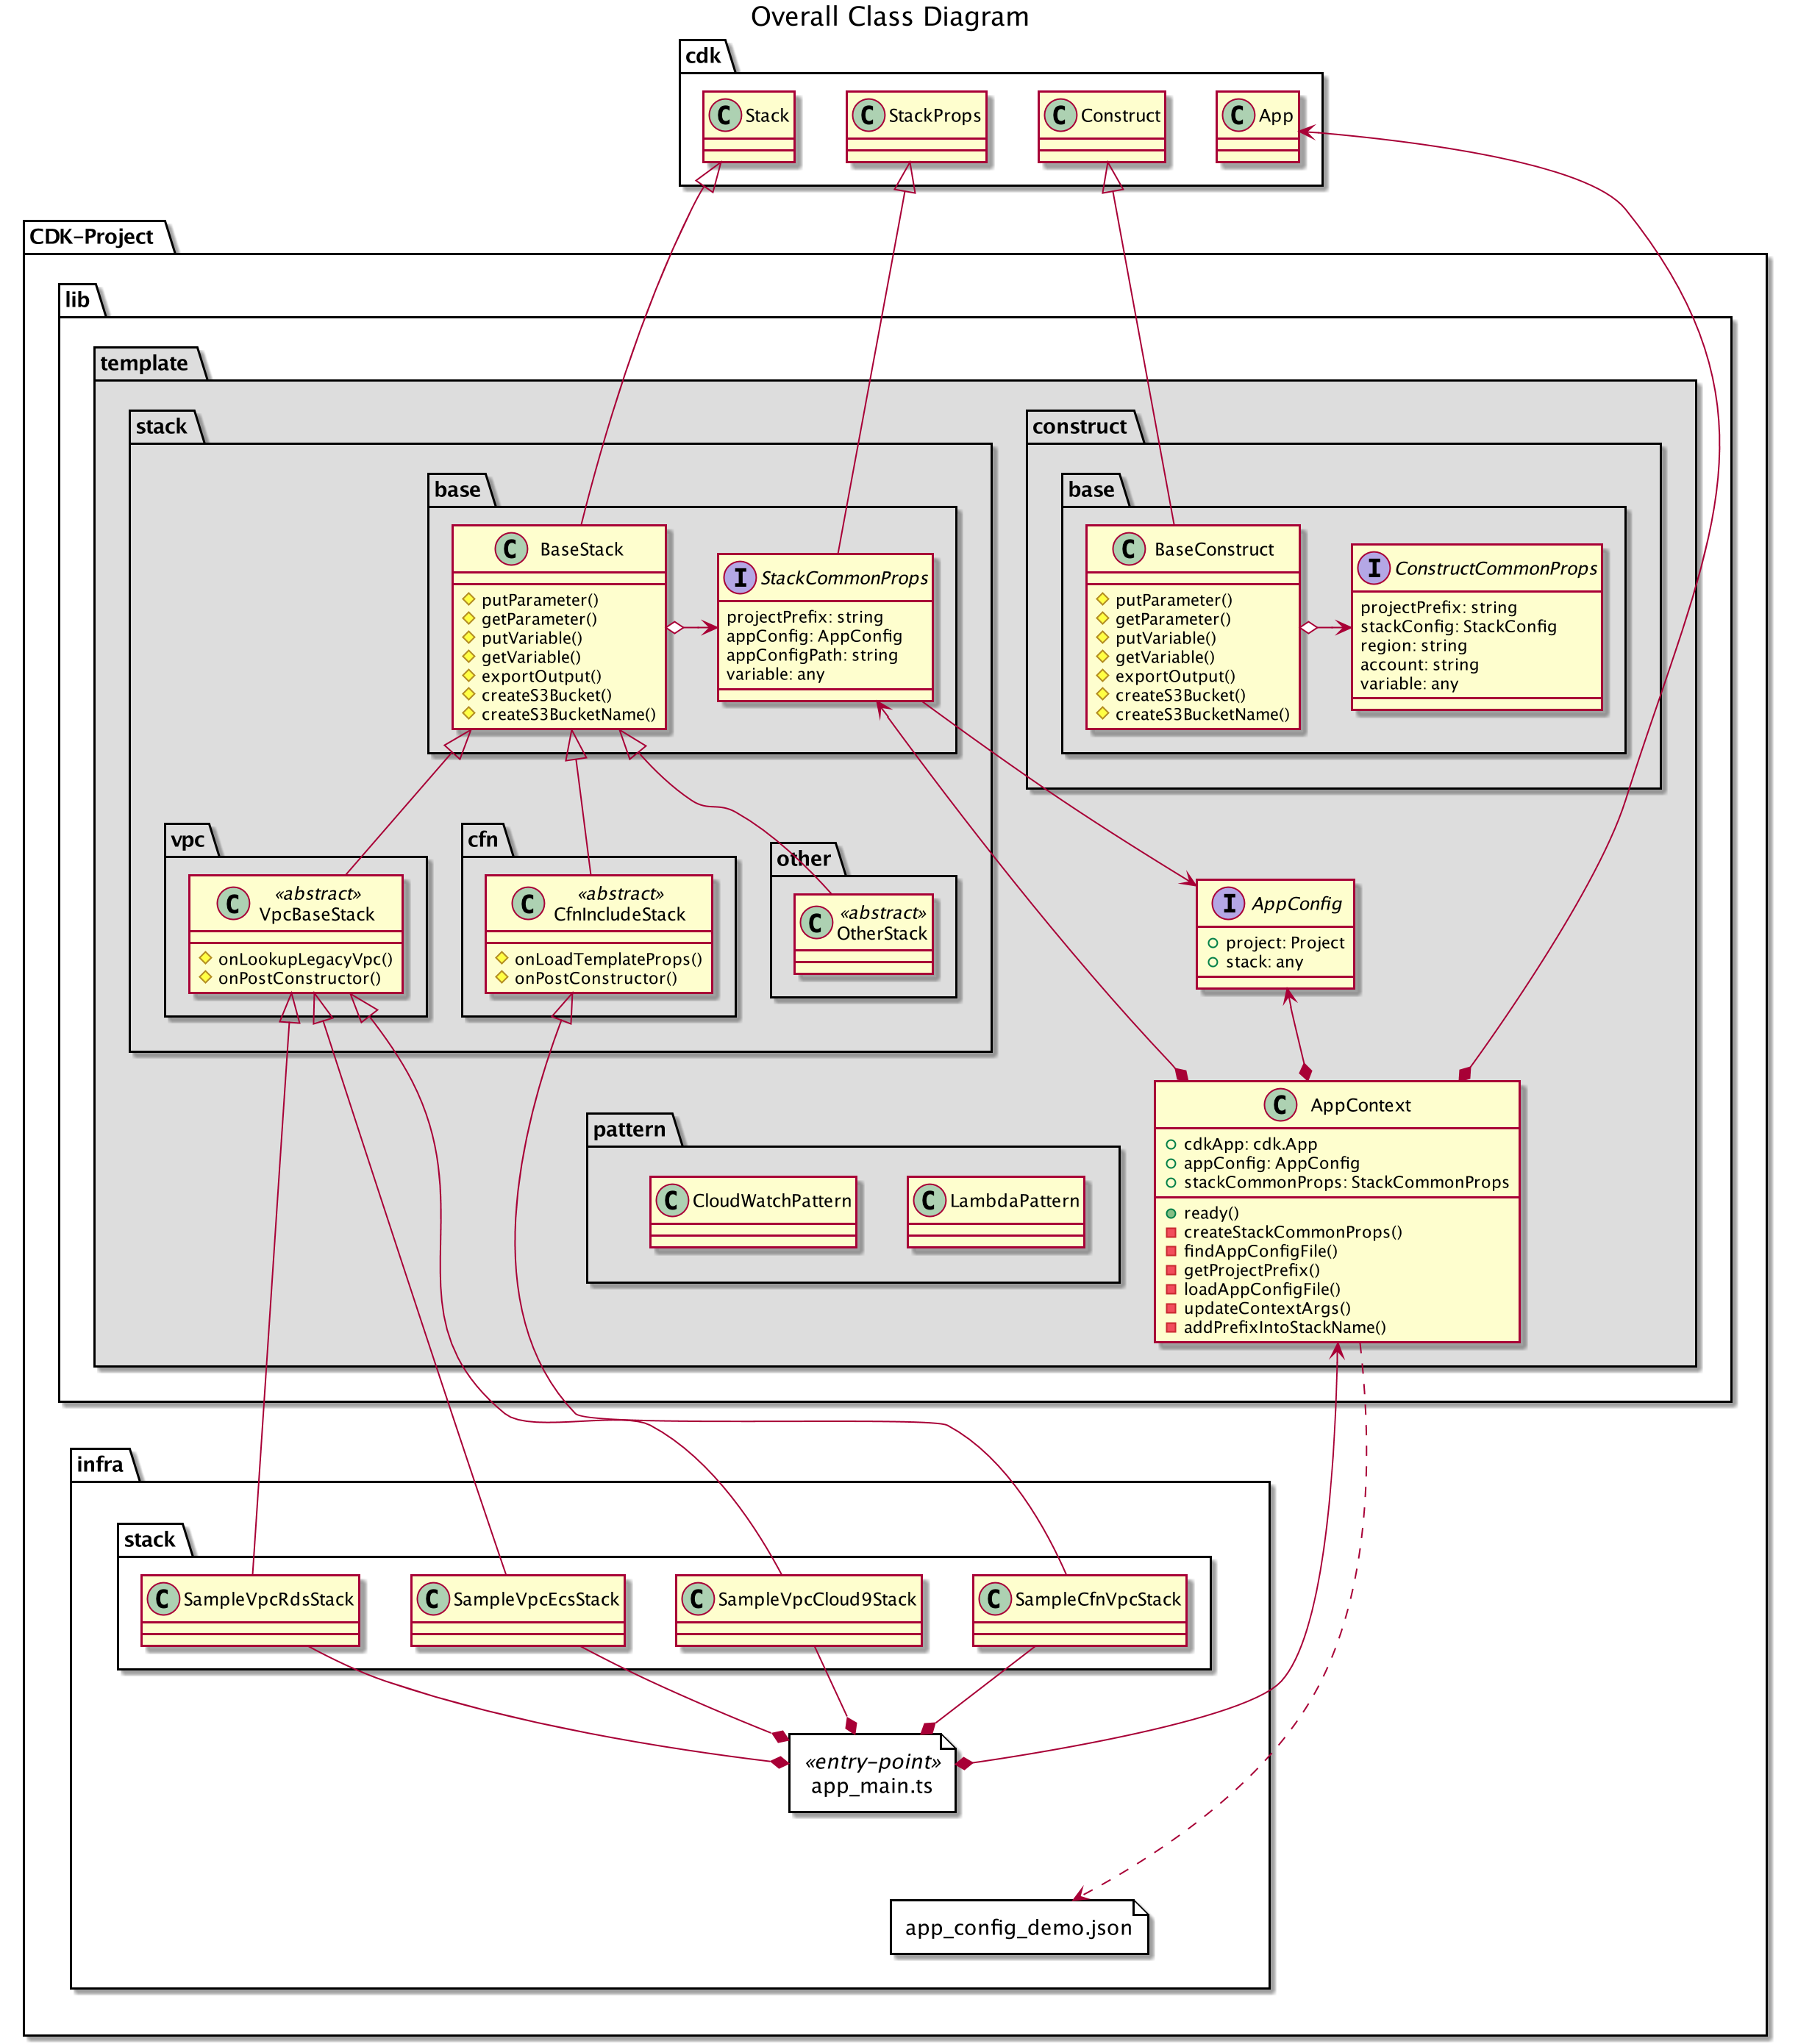 Overall Class Diagram
cdk
C Stack
C StackProps
C Construct
C App
CDK-Project
lib
template
stack
base
C BaseStack
putParameter()
getParameter()
putVariable()
getVariable()
exportOutput()
createS3Bucket()
createS3BucketName()
I StackCommonProps
projectPrefix: string
appConfig: AppConfig
appConfigPath: string
variable: any
construct
base
C BaseConstruct
putParameter()
getParameter()
putVariable()
getVariable()
exportOutput()
createS3Bucket()
createS3BucketName()
I ConstructCommonProps
projectPrefix: string
stackConfig: StackConfig
region: string
account: string
variable: any
vpc
C «abstract»
VpcBaseStack
onLookupLegacyVpc()
onPostConstructor()
cfn
C «abstract»
CfnIncludeStack
onLoadTemplateProps()
onPostConstructor()
other
C «abstract»
OtherStack
I AppConfig
project: Project
stack: any
pattern
C CloudWatchPattern
C LambdaPattern
C AppContext
cdkApp: cdk.App
appConfig: AppConfig
stackCommonProps: StackCommonProps
ready()
createStackCommonProps()
findAppConfigFile()
getProjectPrefix()
loadAppConfigFile()
updateContextArgs()
addPrefixIntoStackName()
infra
stack
C SampleVpcRdsStack
C SampleVpcEcsStack
C SampleVpcCloud9Stack
C SampleCfnVpcStack
«entry-point»
app_main.ts
app_config_demo.json